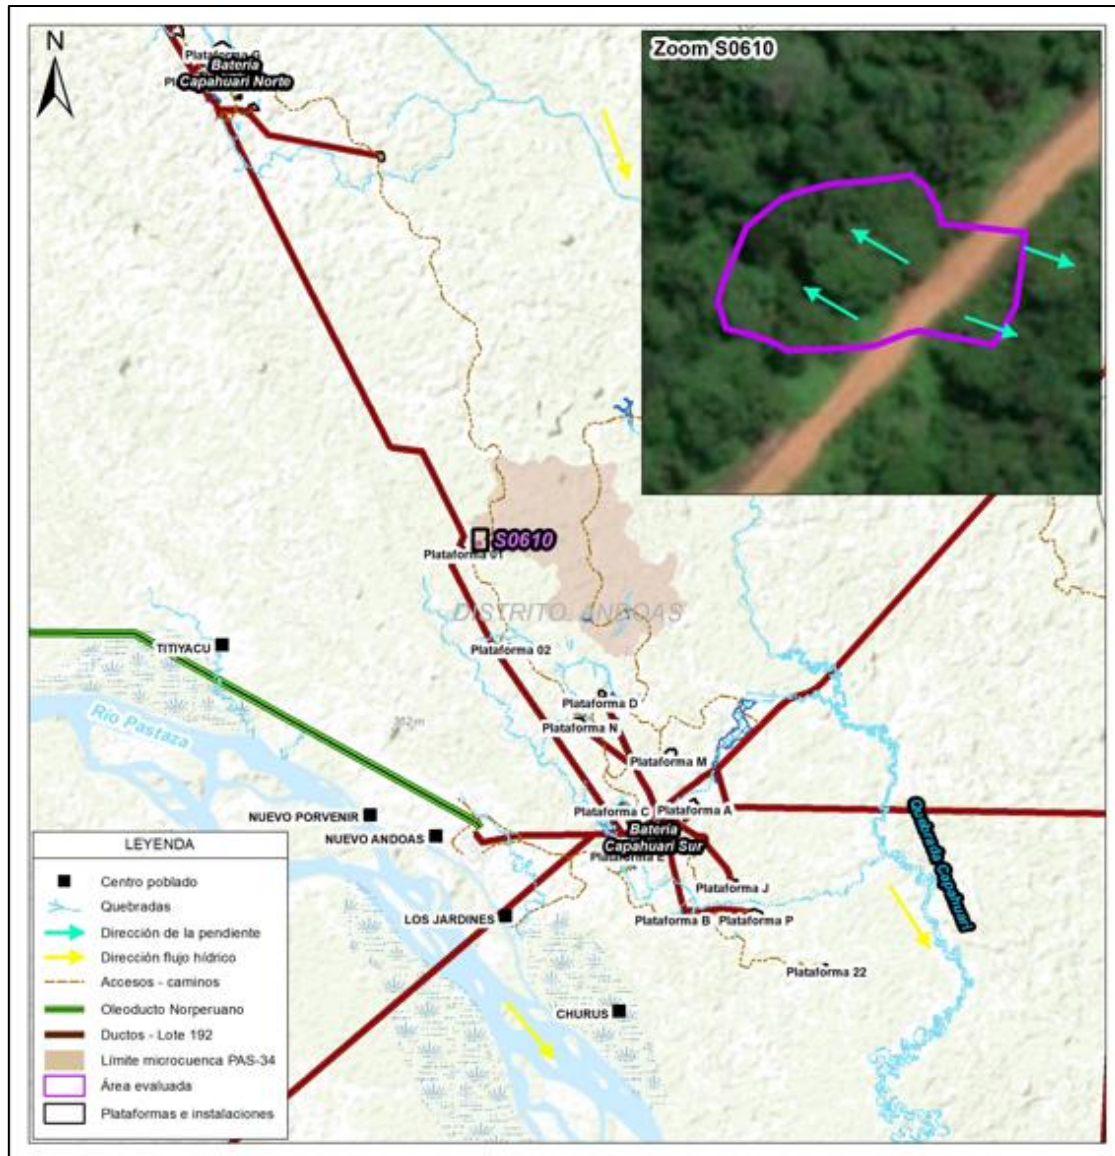 N
Zoom S0610
Batería
Capahuari Norte
S0610
Plataforma 01
DISTRITO ANDOAS
Plataforma 02
TITIYACU
Río Pastaza
Plataforma D
Plataforma N
Plataforma M
NUEVO PORVENIR
Plataforma C
Plataforma A
NUEVO ANDOAS
Batería
Capahuari Sur
Plataforma E
Quebrada Capahuari
Plataforma J
LOS JARDINES
Plataforma B
Plataforma P
Plataforma 22
CHURUS
LEYENDA
Centro poblado
Quebradas
Dirección de la pendiente
Dirección flujo hídrico
Accesos - caminos
Oleoducto Norperuano
Ductos - Lote 192
Límite microcuenca PAS-34
Área evaluada
Plataformas e instalaciones